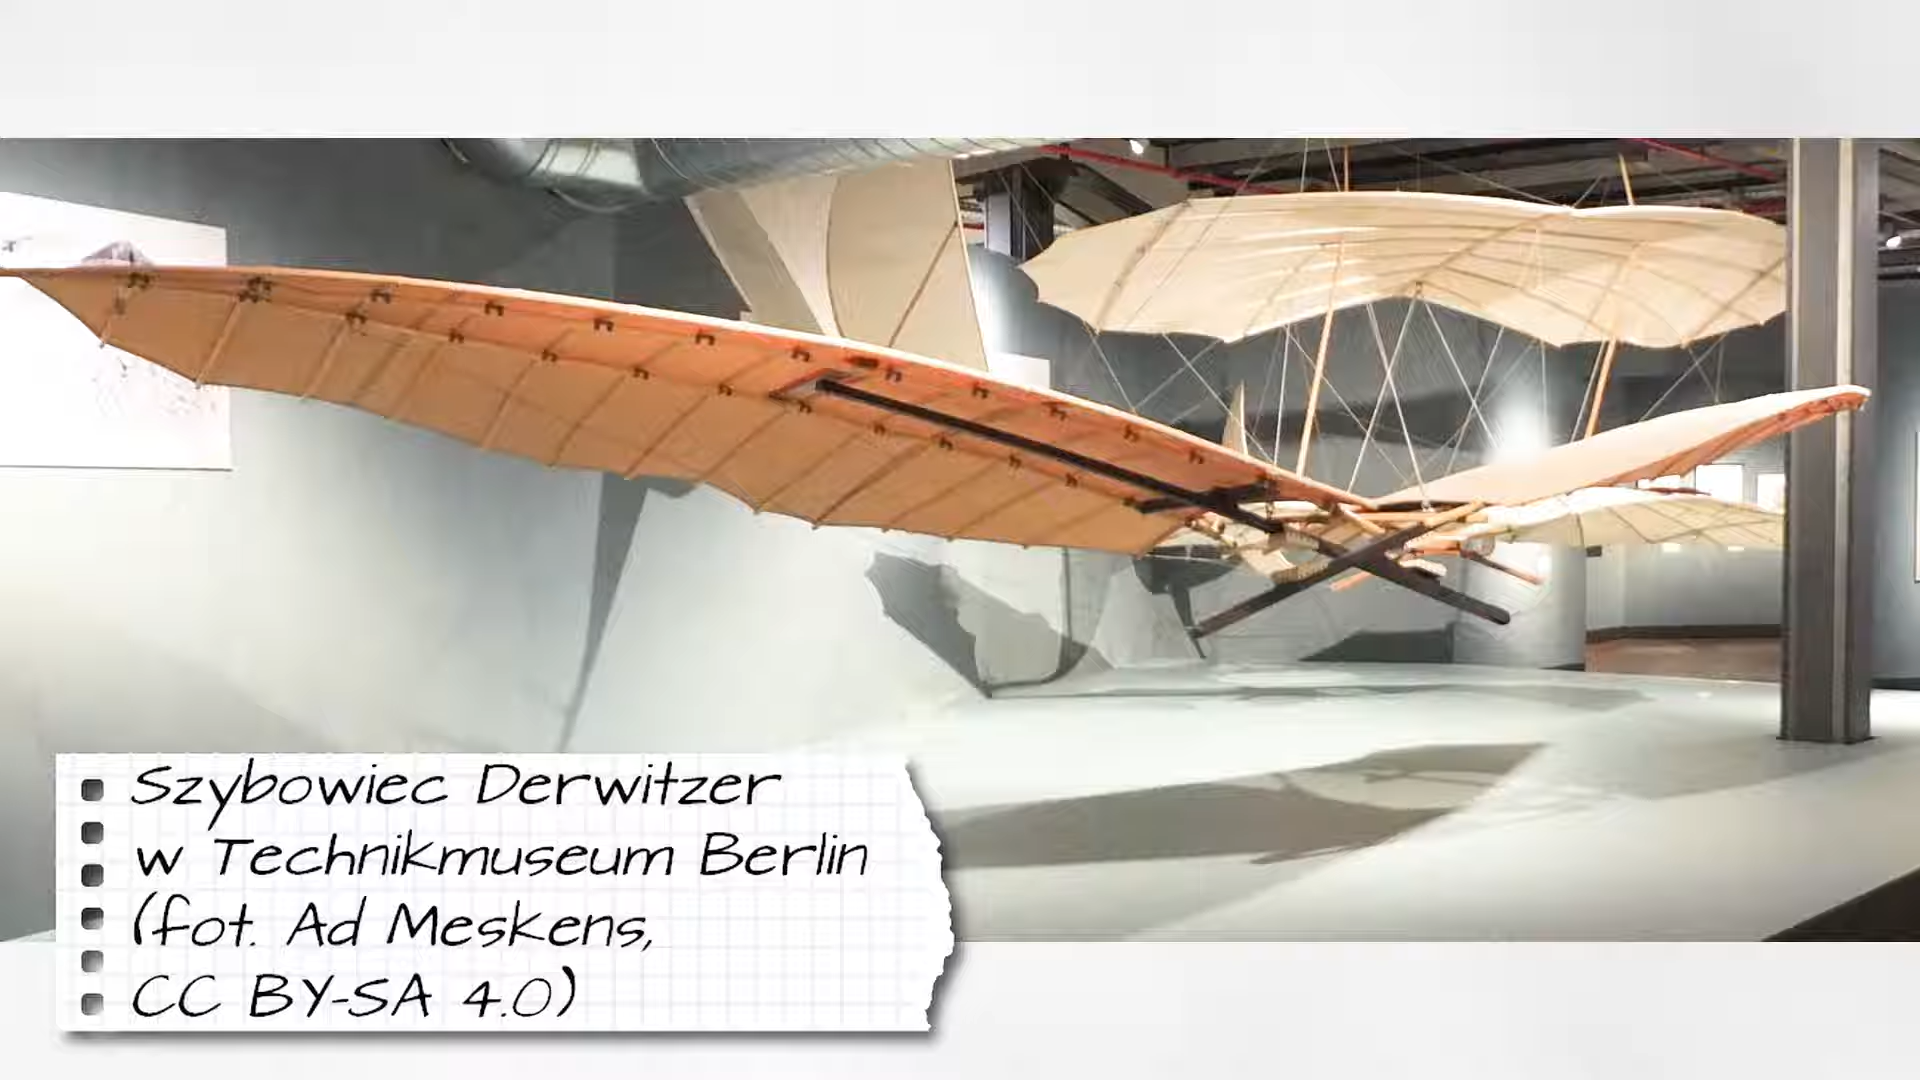 Szybowiec Derwitzer
w Technikmuseum Berlin
(fot. Ad Meskens,
CC BY-SA 4.0)